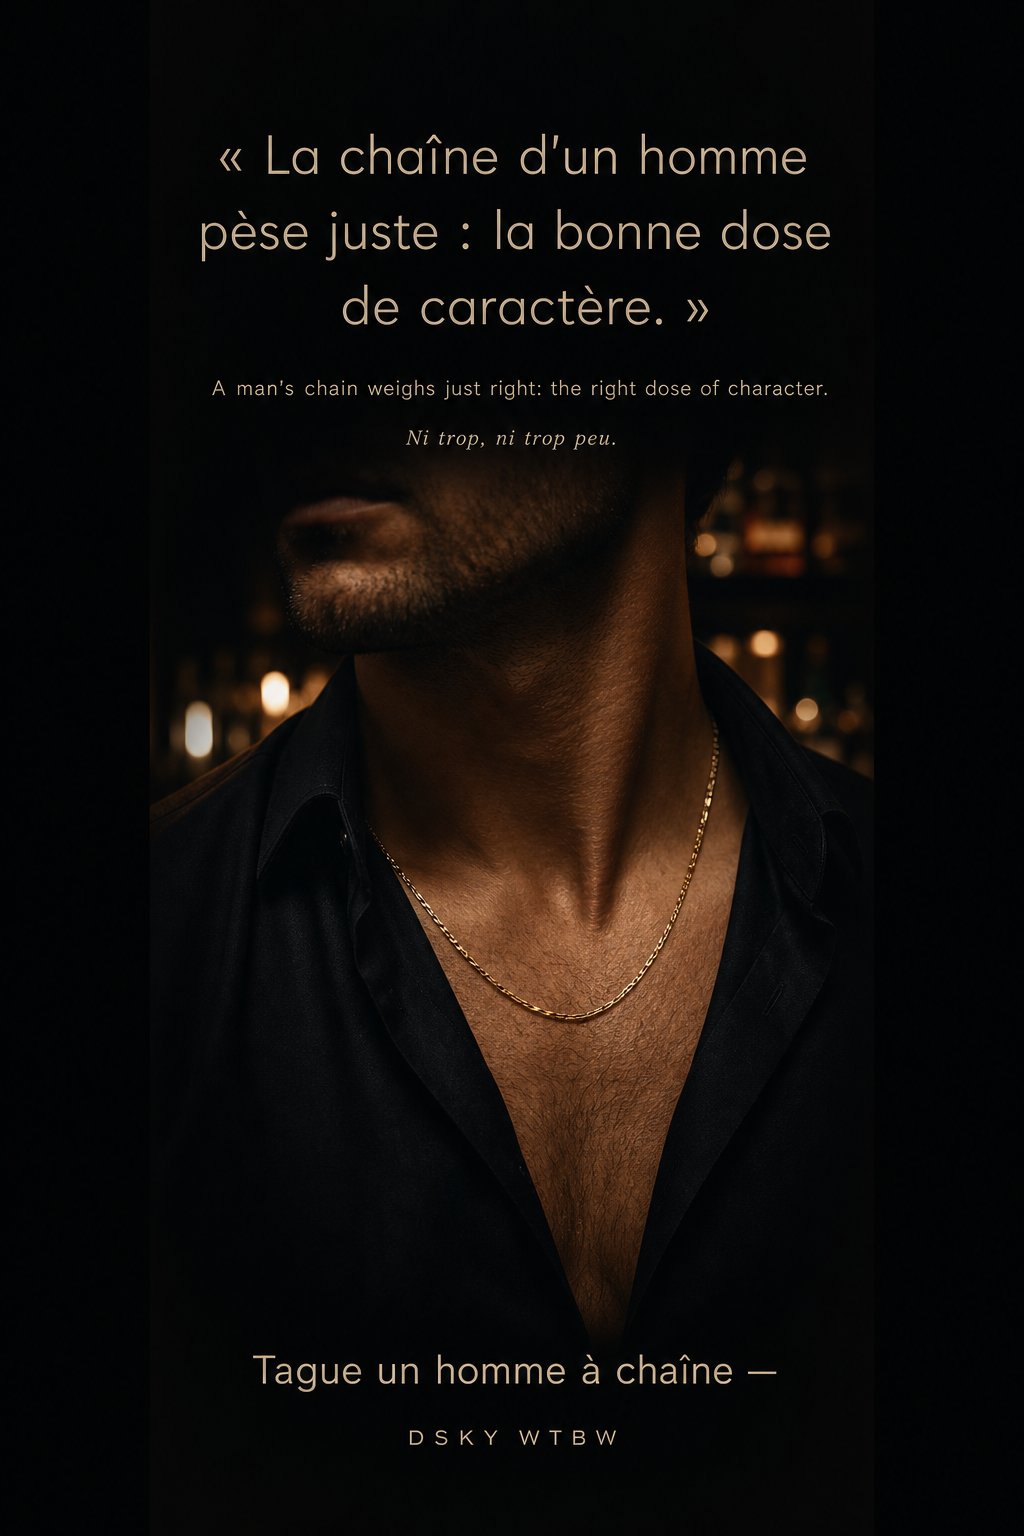 « La chaîne d'un homme
pèse juste : la bonne dose
de caractère. »
A man's chain weighs just right: the right dose of character.
Ni trop, ni trop peu.
Tague un homme à chaîne —
DSKY WTBW